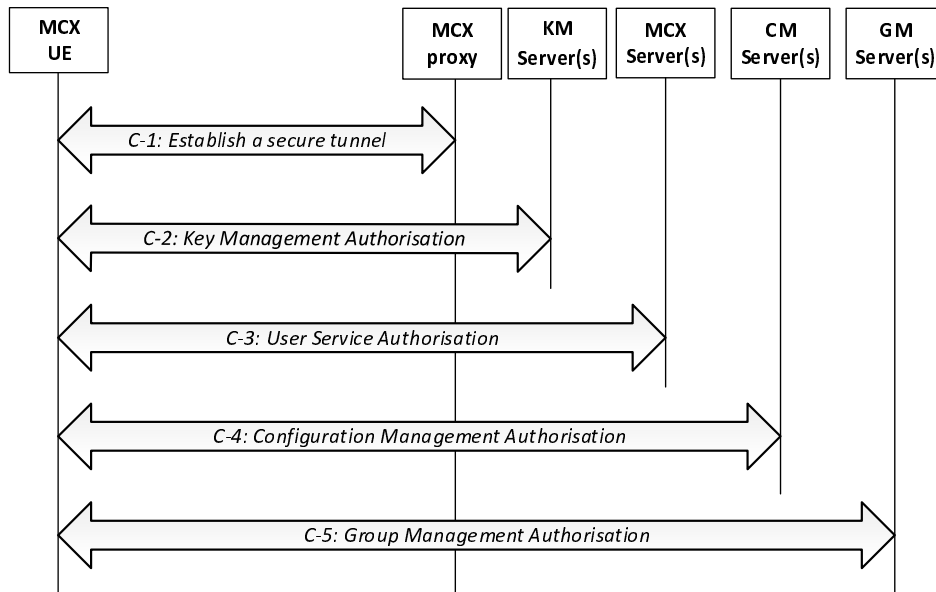 MCX
UE
MCX
proxy
KM
Server(s)
MCX
Server(s)
CM
Server(s)
GM
Server(s)
C-1: Establish a secure tunnel
C-2: Key Management Authorisation
C-3: User Service Authorisation
C-4: Configuration Management Authorisation
C-5: Group Management Authorisation